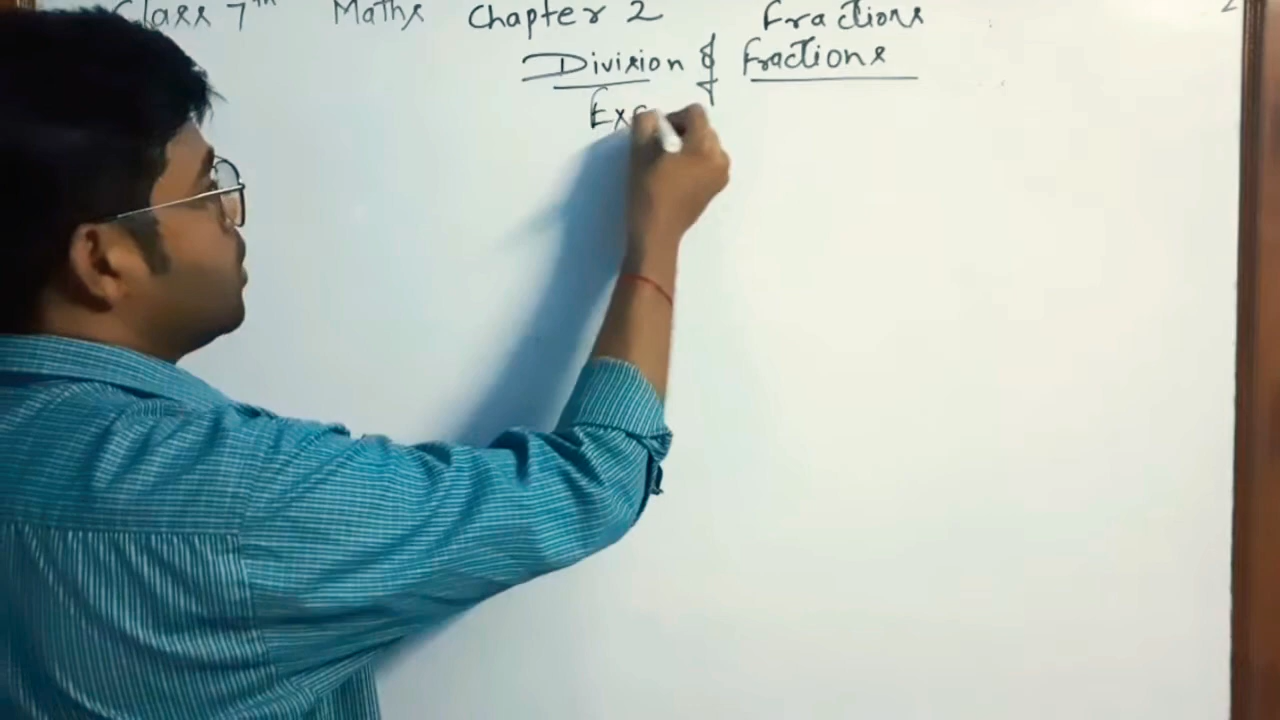 Class 7th Maths Chapter 2 Fractions
Division of Fractions